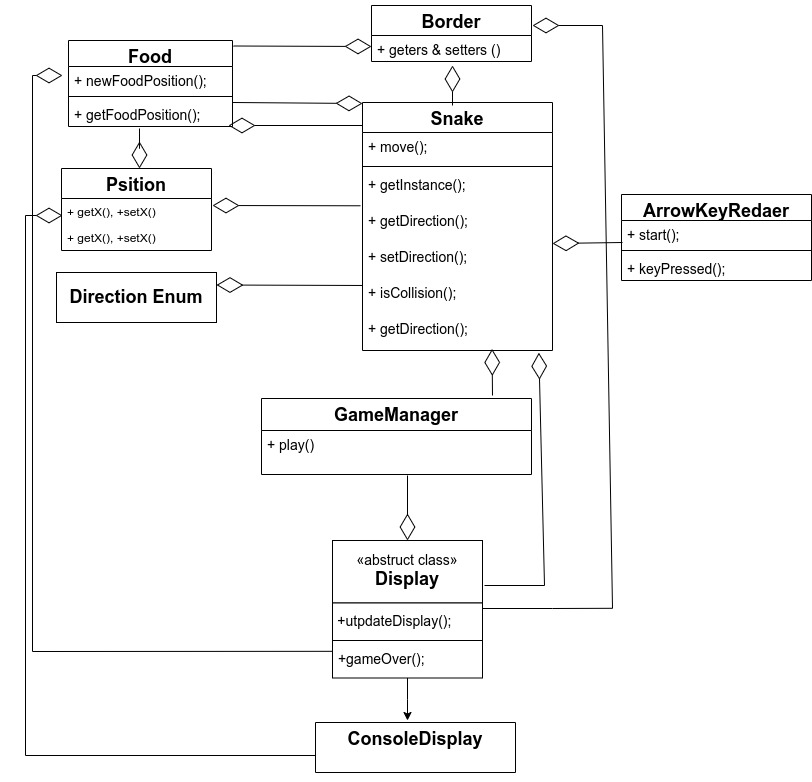 Border
+ geters & setters ()
Food
+ newFoodPosition();
+ getFoodPosition();
Snake
+ move();
+ getInstance();
+ getDirection();
+ setDirection();
+ isCollision();
+ getDirection();
Psition
+ getX(), +setX()
+ getX(), +setX()
ArrowKeyRedaer
+ start();
+ keyPressed();
Direction Enum
GameManager
+ play()
«abstruct class»
Display
+utpdateDisplay();
+gameOver();
ConsoleDisplay